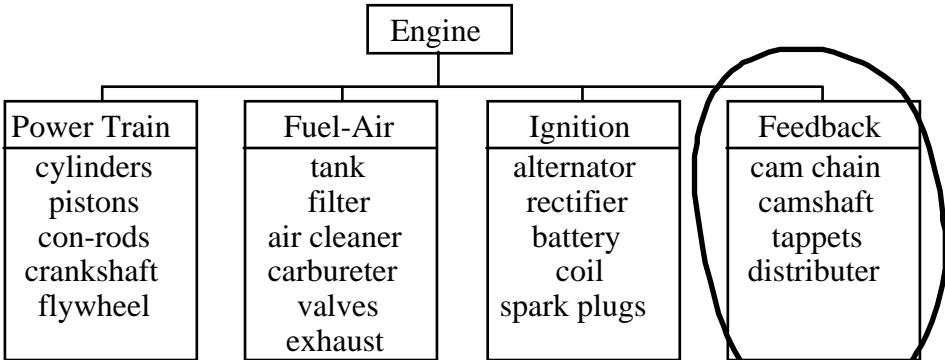 Engine
Power Train
cylinders
pistons
con-rods
crankshaft
flywheel
Fuel-Air
tank
filter
air cleaner
carbureter
valves
exhaust
Ignition
alternator
rectifier
battery
coil
spark plugs
Feedback
cam chain
camshaft
tappets
distributer